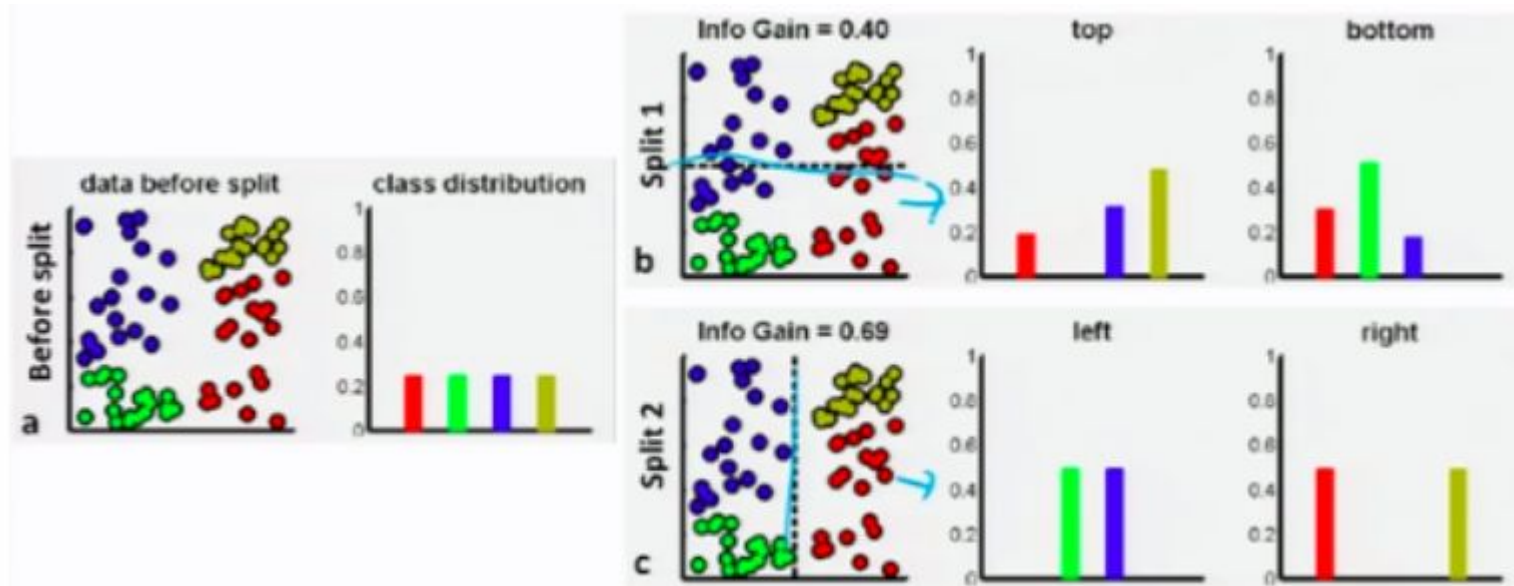 Before split
a
data before split
class distribution
1
0.8
0.6
0.4
0.2
0
Split 1
b
Info Gain = 0.40
top
1
0.8
0.6
0.4
0.2
0
bottom
1
0.8
0.6
0.4
0.2
0
Split 2
c
Info Gain = 0.69
left
1
0.8
0.6
0.4
0.2
0
right
1
0.8
0.6
0.4
0.2
0